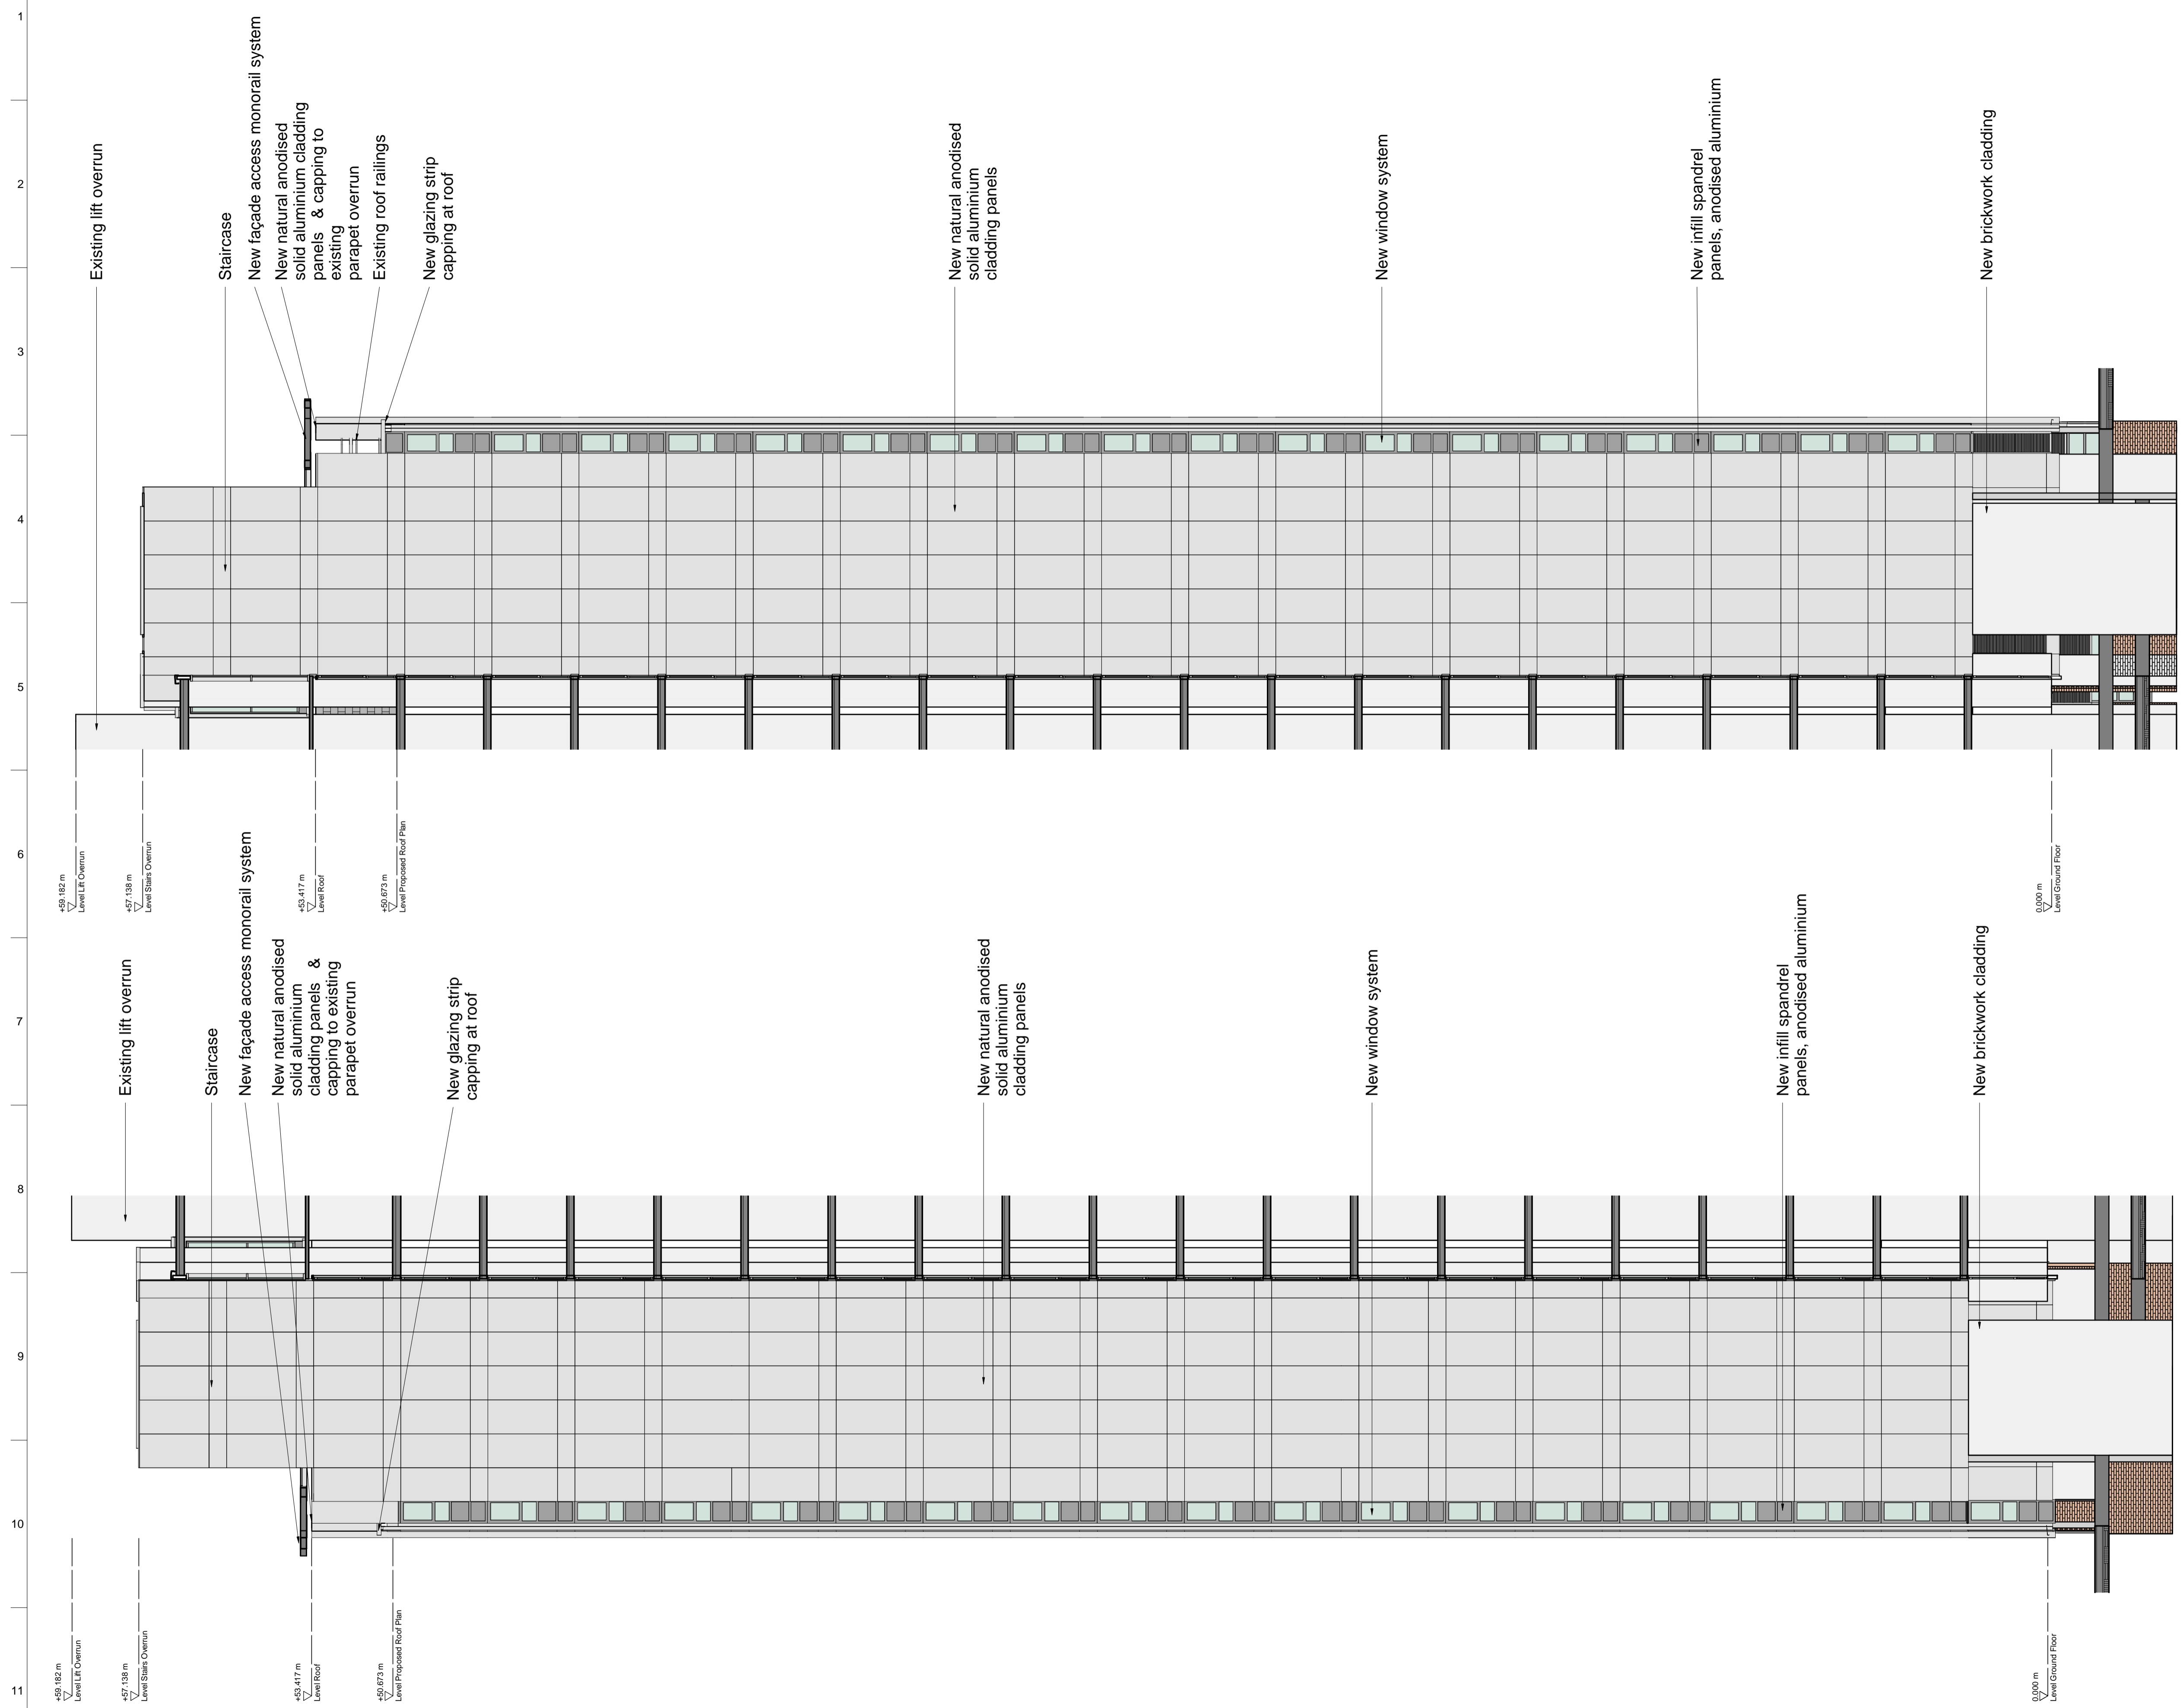 1
2
3
4
5
6
7
8
9
10
11
Existing lift overrun
Staircase
New façade access monorail system
New natural anodised
solid aluminium cladding
panels & capping to
existing
parapet overrun
Existing roof railings
New glazing strip
capping at roof
New natural anodised
solid aluminium
cladding panels
New window system
New infill spandrel
panels, anodised aluminium
New brickwork cladding
+59.182 m
Level Lift Overrun
+57.138 m
Level Stairs Overrun
+53.417 m
Level Roof
+50.673 m
Level Proposed Roof Plan
0.000 m
Level Ground Floor
Existing lift overrun
Staircase
New façade access monorail system
New natural anodised
solid aluminium
cladding panels &
capping to existing
parapet overrun
New glazing strip
capping at roof
New natural anodised
solid aluminium
cladding panels
New window system
New infill spandrel
panels, anodised aluminium
New brickwork cladding
+59.182 m
Level Lift Overrun
+57.138 m
Level Stairs Overrun
+53.417 m
Level Roof
+50.673 m
Level Proposed Roof Plan
0.000 m
Level Ground Floor